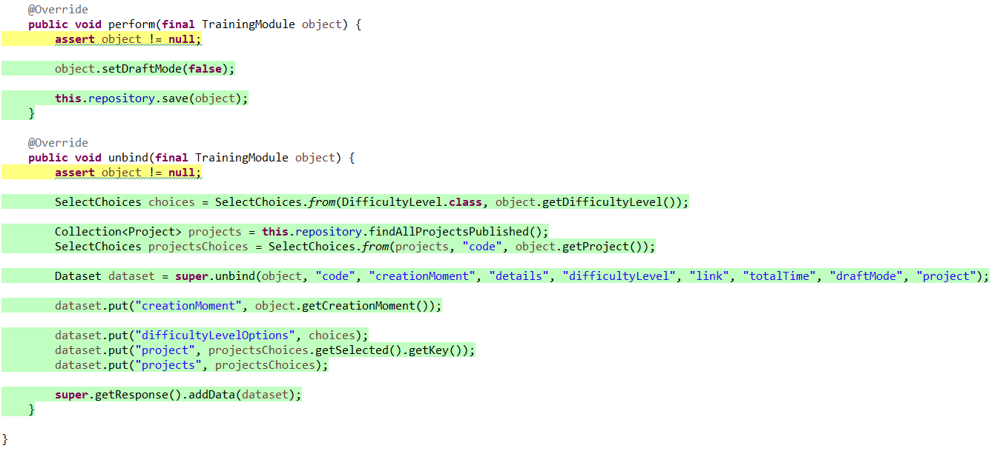 @Override
public void perform(final TrainingModule object) {
assert object != null;
object.setDraftMode(false);
this.repository.save(object);
}
@Override
public void unbind(final TrainingModule object) {
assert object != null;
SelectChoices choices = SelectChoices.from(DifficultyLevel.class, object.getDifficultyLevel());
Collection<Project> projects = this.repository.findAllProjectsPublished();
SelectChoices projectsChoices = SelectChoices.from(projects, "code", object.getProject());
Dataset dataset = super.unbind(object, "code", "creationMoment", "details", "difficultyLevel", "link", "totalTime", "draftMode", "project");
dataset.put("creationMoment", object.getCreationMoment());
dataset.put("difficultyLevelOptions", choices);
dataset.put("project", projectsChoices.getSelected().getKey());
dataset.put("projects", projectsChoices);
super.getResponse().addData(dataset);
}
}